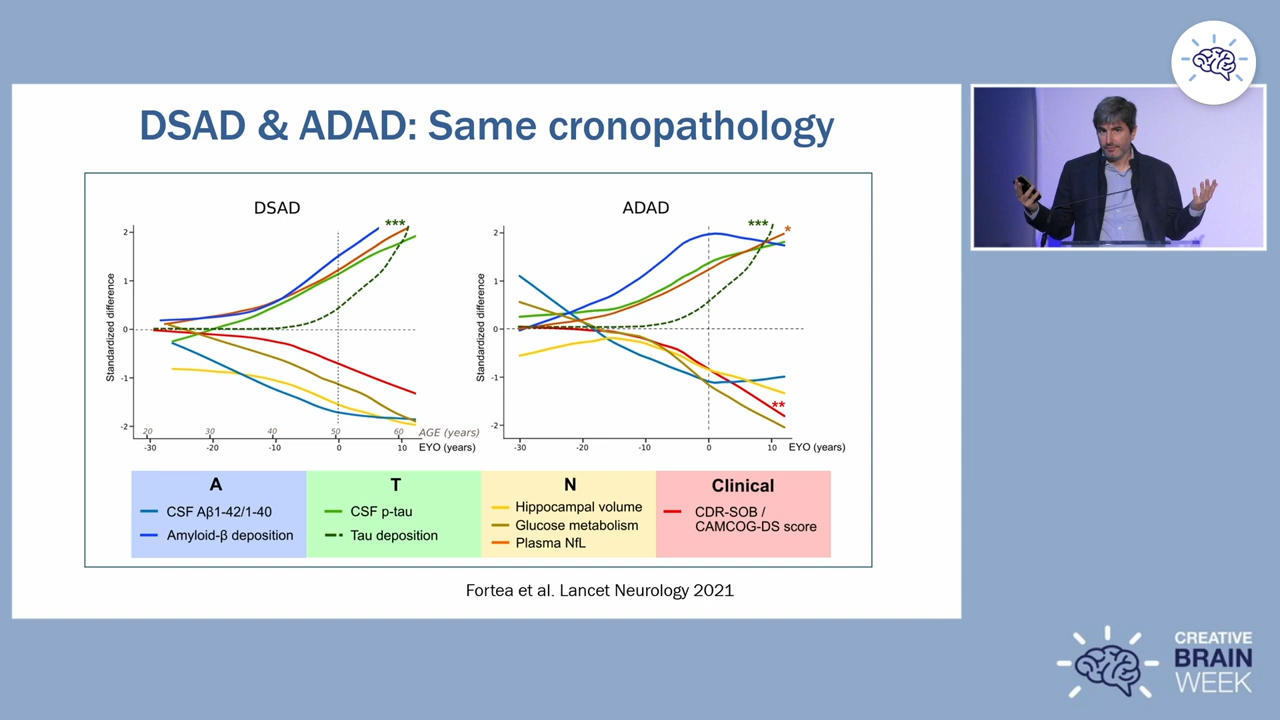 DSAD & ADAD: Same cronopathology
DSAD
ADAD
Standardized difference
2
1
0
-1
-2
20
30
40
50
60
AGE (years)
-30
-20
-10
0
10
EYO (years)
***
Standardized difference
2
1
0
-1
-2
-30
-20
-10
0
10
EYO (years)
***
*
**
A
CSF Aβ1-42/1-40
Amyloid-β deposition
T
CSF p-tau
Tau deposition
N
Hippocampal volume
Glucose metabolism
Plasma NfL
Clinical
CDR-SOB /
CAMCOG-DS score
Fortea et al. Lancet Neurology 2021
CREATIVE
BRAIN
WEEK